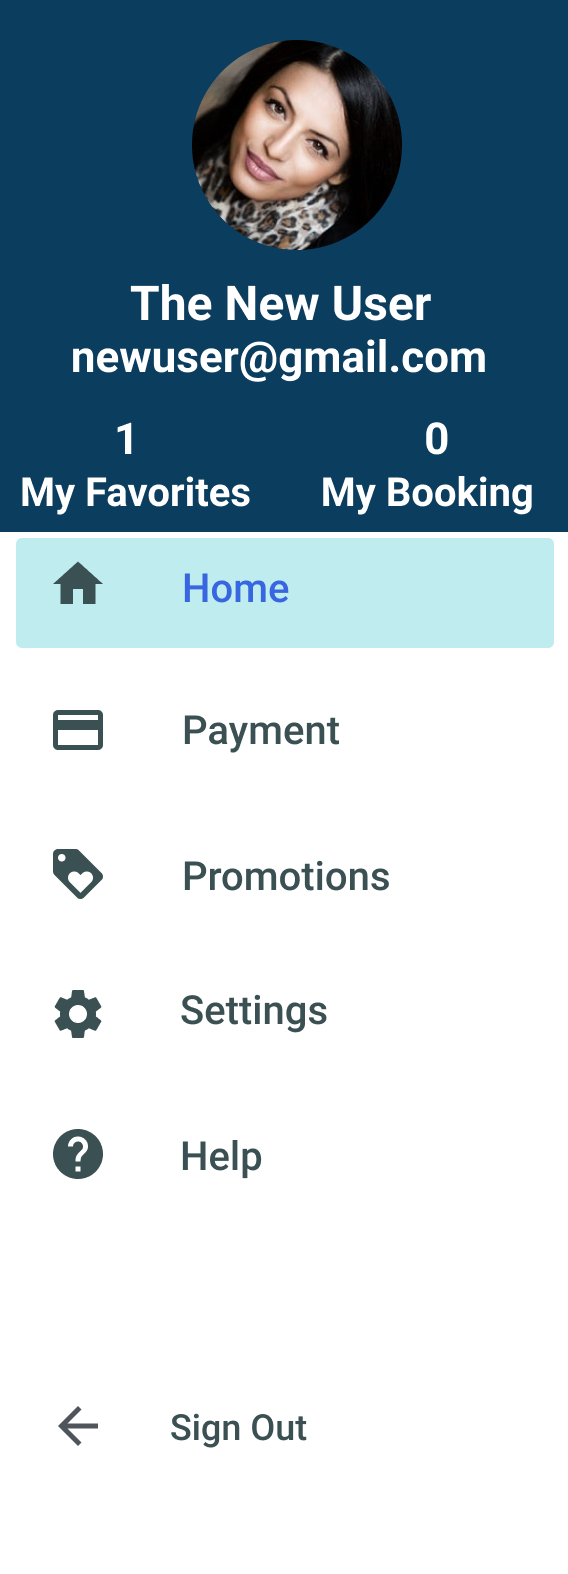 The New User
newuser@gmail.com
1 0
My Favorites My Booking
Home
Payment
Promotions
Settings
Help
Sign Out